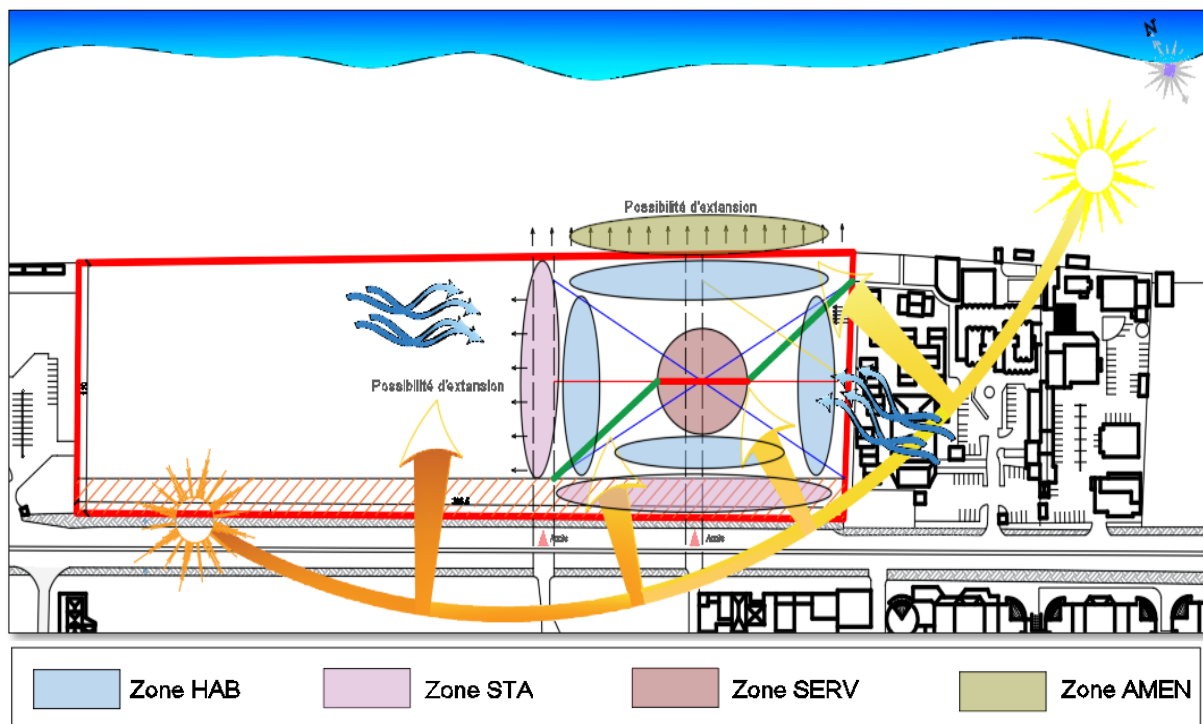 N
Possibilité d'extansion
Possibilité d'extansion
Zone HAB
Zone STA
Zone SERV
Zone AMEN